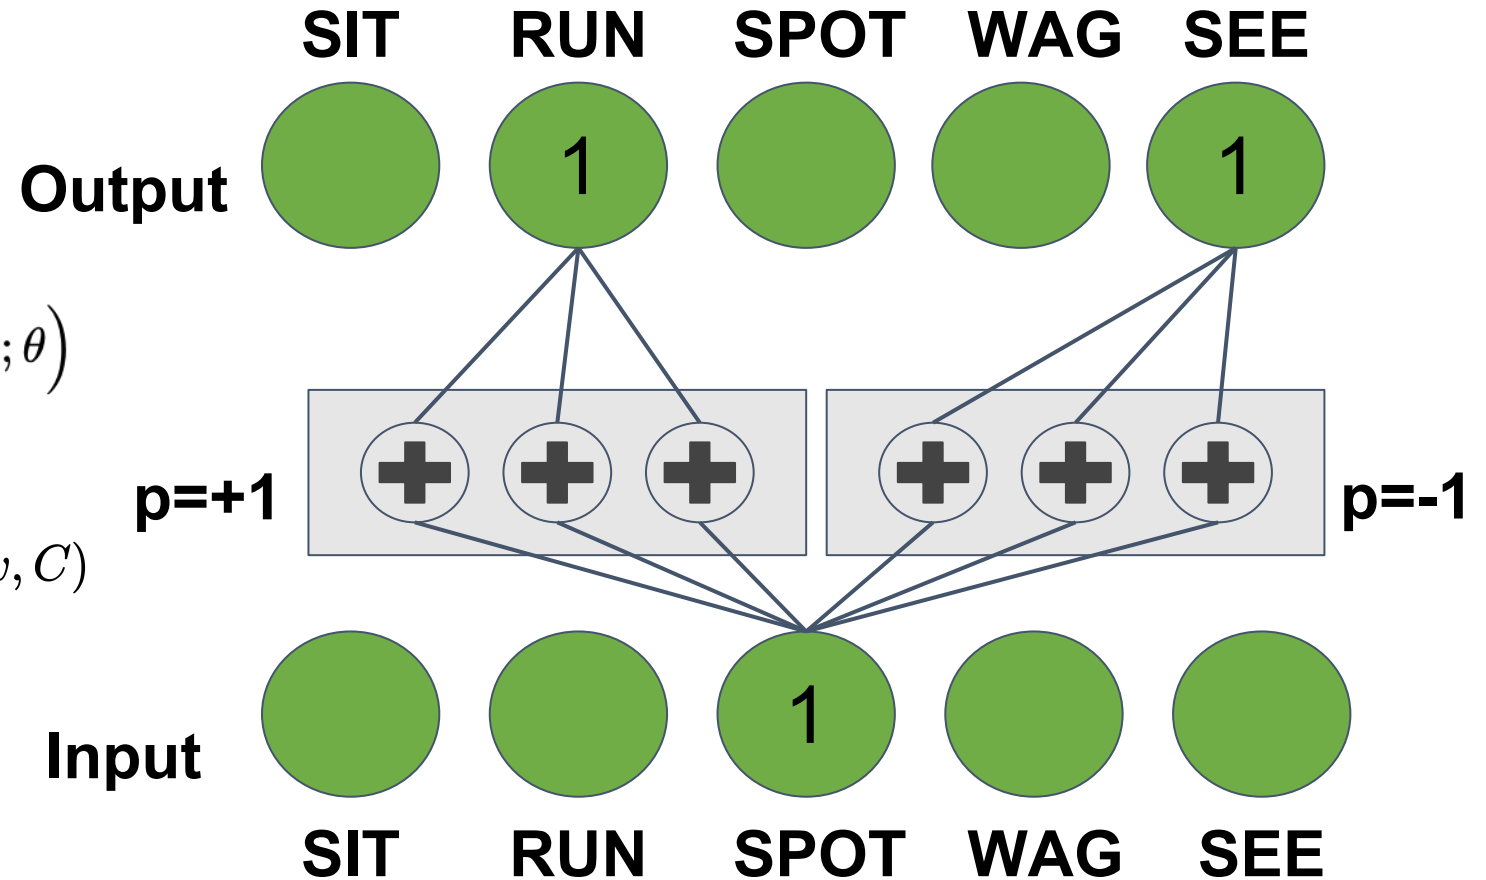 SIT RUN SPOT WAG SEE
Output 1 1
; θ)
p=+1 p=-1
, C)
Input 1
SIT RUN SPOT WAG SEE